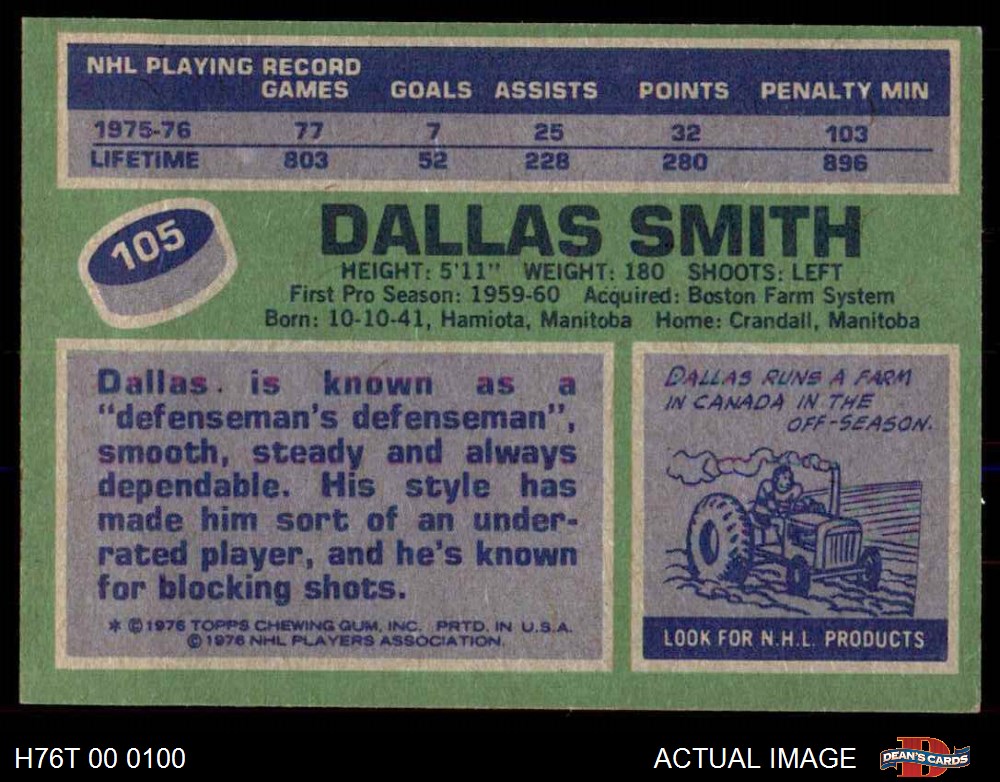 NHL PLAYING RECORD
GAMES GOALS ASSISTS POINTS PENALTY MIN
1975-76 77 7 25 32 103
LIFETIME 803 52 228 280 896
105
DALLAS SMITH
HEIGHT: 5'11" WEIGHT: 180 SHOOTS: LEFT
First Pro Season: 1959-60 Acquired: Boston Farm System
Born: 10-10-41, Hamiota, Manitoba Home: Crandall, Manitoba
Dallas. is known as a
"defenseman's defenseman",
smooth, steady and always
dependable. His style has
made him sort of an under-
rated player, and he's known
for blocking shots.
* ©1976 TOPPS CHEWING GUM, INC. PRTD. IN U.S.A.
©1976 NHL PLAYERS ASSOCIATION.
DALLAS RUNS A FARM
IN CANADA IN THE
OFF-SEASON.
LOOK FOR N.H.L. PRODUCTS
H76T 00 0100
ACTUAL IMAGE
DEAN'S CARDS